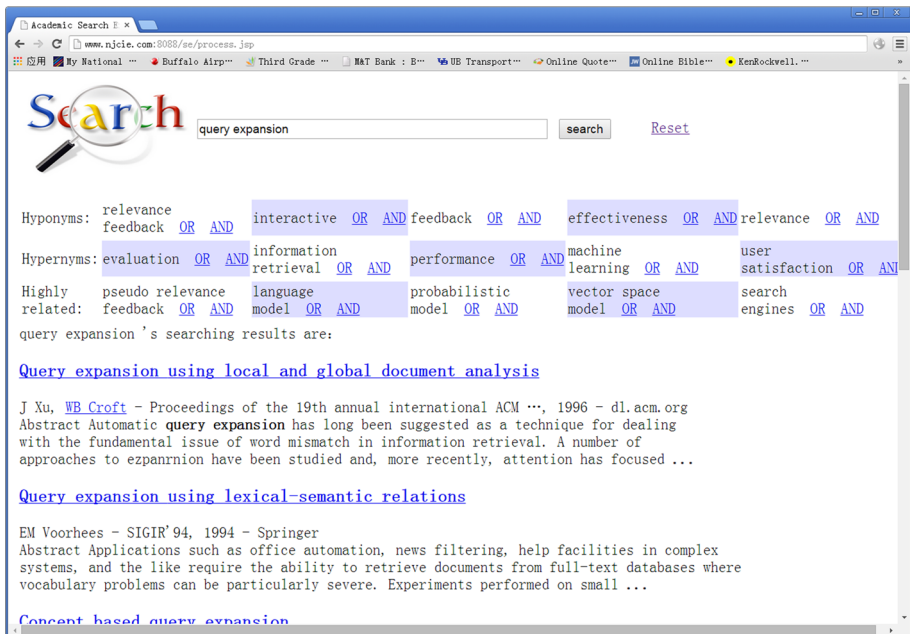 Academic Search E ×
www.njcie.com:8088/se/process.jsp
应用 My National … Buffalo Airp… Third Grade … M&T Bank : B… UB Transport… Online Quote… Online Bible… KenRockwell. … »
Search
query expansion search Reset
Hyponyms: relevance feedback OR AND interactive OR AND feedback OR AND effectiveness OR AND relevance OR AND
Hypernyms: evaluation OR AND information retrieval OR AND performance OR AND machine learning OR AND user satisfaction OR AN
Highly related: pseudo relevance feedback OR AND language model OR AND probabilistic model OR AND vector space model OR AND search engines OR AND
query expansion 's searching results are:
Query expansion using local and global document analysis
J Xu, WB Croft - Proceedings of the 19th annual international ACM …, 1996 - dl.acm.org
Abstract Automatic query expansion has long been suggested as a technique for dealing
with the fundamental issue of word mismatch in information retrieval. A number of
approaches to ezpanrnion have been studied and, more recently, attention has focused ...
Query expansion using lexical-semantic relations
EM Voorhees - SIGIR'94, 1994 - Springer
Abstract Applications such as office automation, news filtering, help facilities in complex
systems, and the like require the ability to retrieve documents from full-text databases where
vocabulary problems can be particularly severe. Experiments performed on small ...
Concept based query expansion